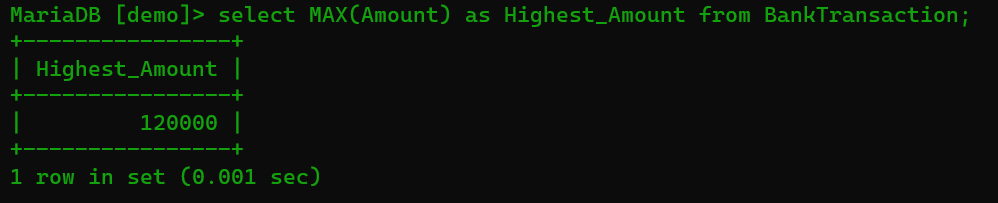 MariaDB [demo]> select MAX(Amount) as Highest_Amount from BankTransaction;
+----------------+
| Highest_Amount |
+----------------+
|         120000 |
+----------------+
1 row in set (0.001 sec)